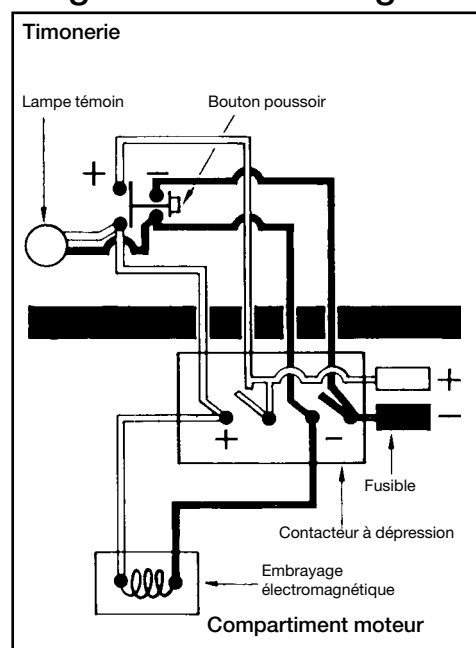 Timonerie
Lampe témoin
Bouton poussoir
+
–
+
–
+
–
Fusible
Contacteur à dépression
Embrayage
électromagnétique
Compartiment moteur